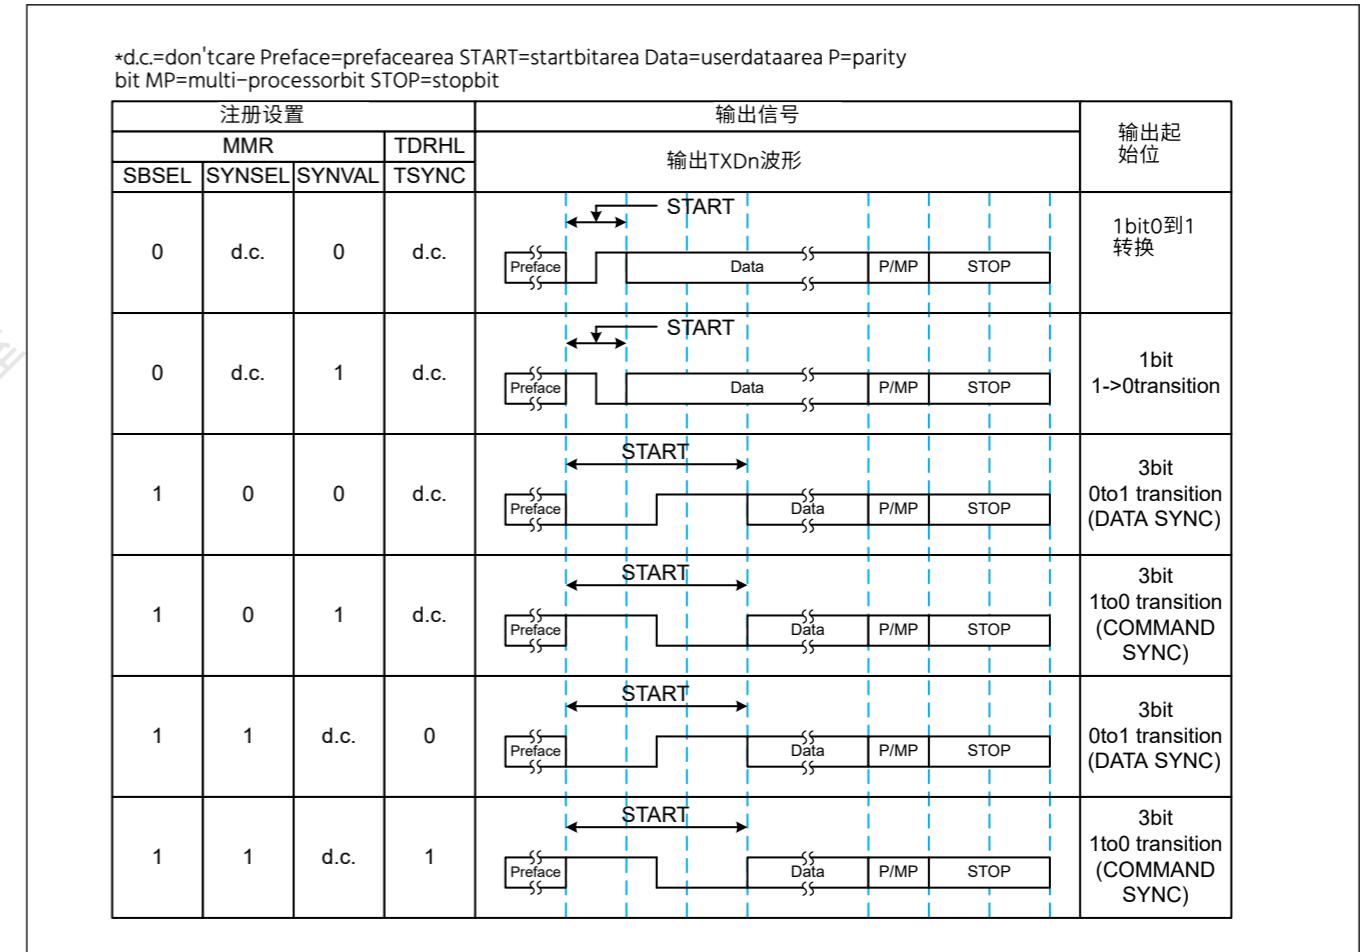 *d.c.=don'tcare Preface=prefacearea START=startbitarea Data=userdataarea P=parity
bit MP=multi-processorbit STOP=stopbit
注册设置 输出信号 输出起
始位
MMR TDRHL 输出TXDn波形
SBSEL SYNSEL SYNVAL TSYNC
START
0 d.c. 0 d.c. Preface Data P/MP STOP 1bit0到1
转换
START
0 d.c. 1 d.c. Preface Data P/MP STOP 1bit
1->0transition
START
1 0 0 d.c. Preface Data P/MP STOP 3bit
0to1 transition
(DATA SYNC)
START
1 0 1 d.c. Preface Data P/MP STOP 3bit
1to0 transition
(COMMAND
SYNC)
START
1 1 d.c. 0 Preface Data P/MP STOP 3bit
0to1 transition
(DATA SYNC)
START
1 1 d.c. 1 Preface Data P/MP STOP 3bit
1to0 transition
(COMMAND
SYNC)